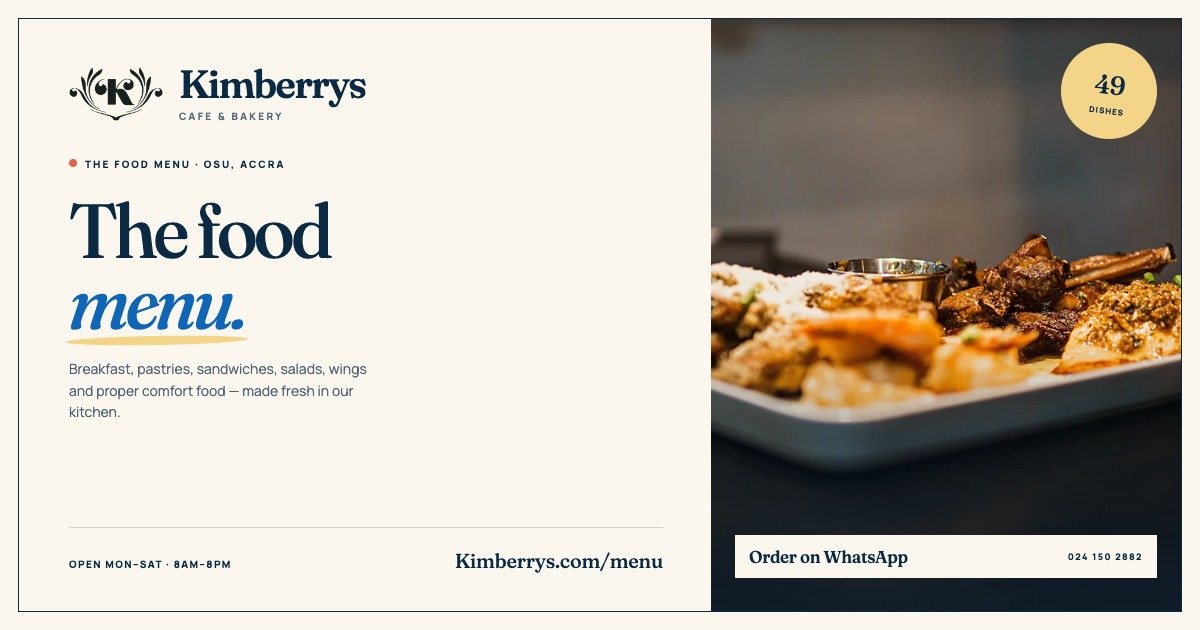 K
Kimberrys
CAFE & BAKERY
THE FOOD MENU · OSU, ACCRA
The food
menu.
Breakfast, pastries, sandwiches, salads, wings
and proper comfort food — made fresh in our
kitchen.
OPEN MON–SAT · 8AM–8PM
Kimberrys.com/menu
49
DISHES
Order on WhatsApp
024 150 2882